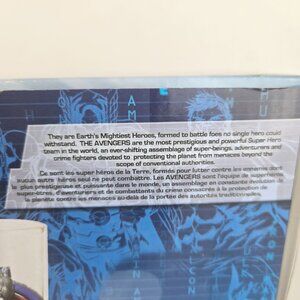 They are Earth's Mightiest Heroes, formed to battle foes no single hero could
withstand. THE AVENGERS are the most prestigious and powerful Super Hero
team in the world, an ever-shifting assemblage of super-beings, adventurers and
crime fighters devoted to protecting the planet from menaces beyond the
scope of conventional authorities.
Ce sont les super héros de la Terre, formés pour lutter contre les ennemis dont
aucun autre héros seul ne peut combattre. Les AVENGERS sont l'équipe de superhéros
la plus prestigieuse et puissante dans le monde, un assemblage en constante évolution de
super-êtres, d'aventuriers et de combatants du crime consacrés à la protection de
la planète contre les menaces au-delà de la portée des autorités traditionnelles.